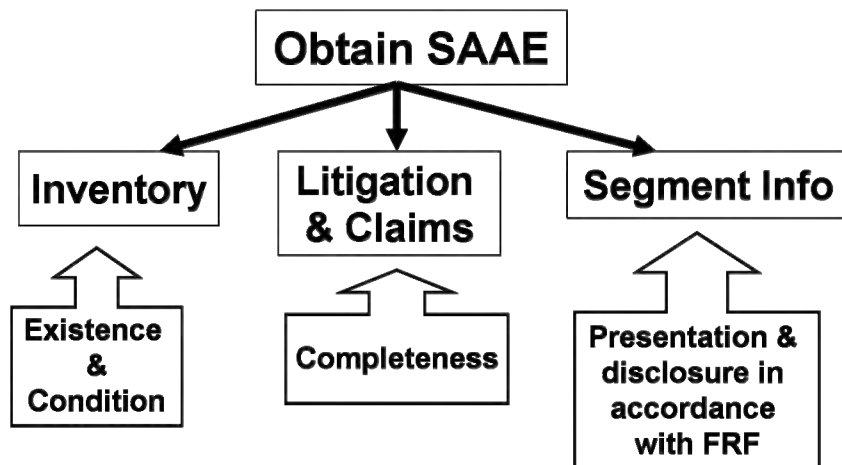 Obtain SAAE
Inventory
Litigation
& Claims
Segment Info
Existence
&
Condition
Completeness
Presentation &
disclosure in
accordance
with FRF